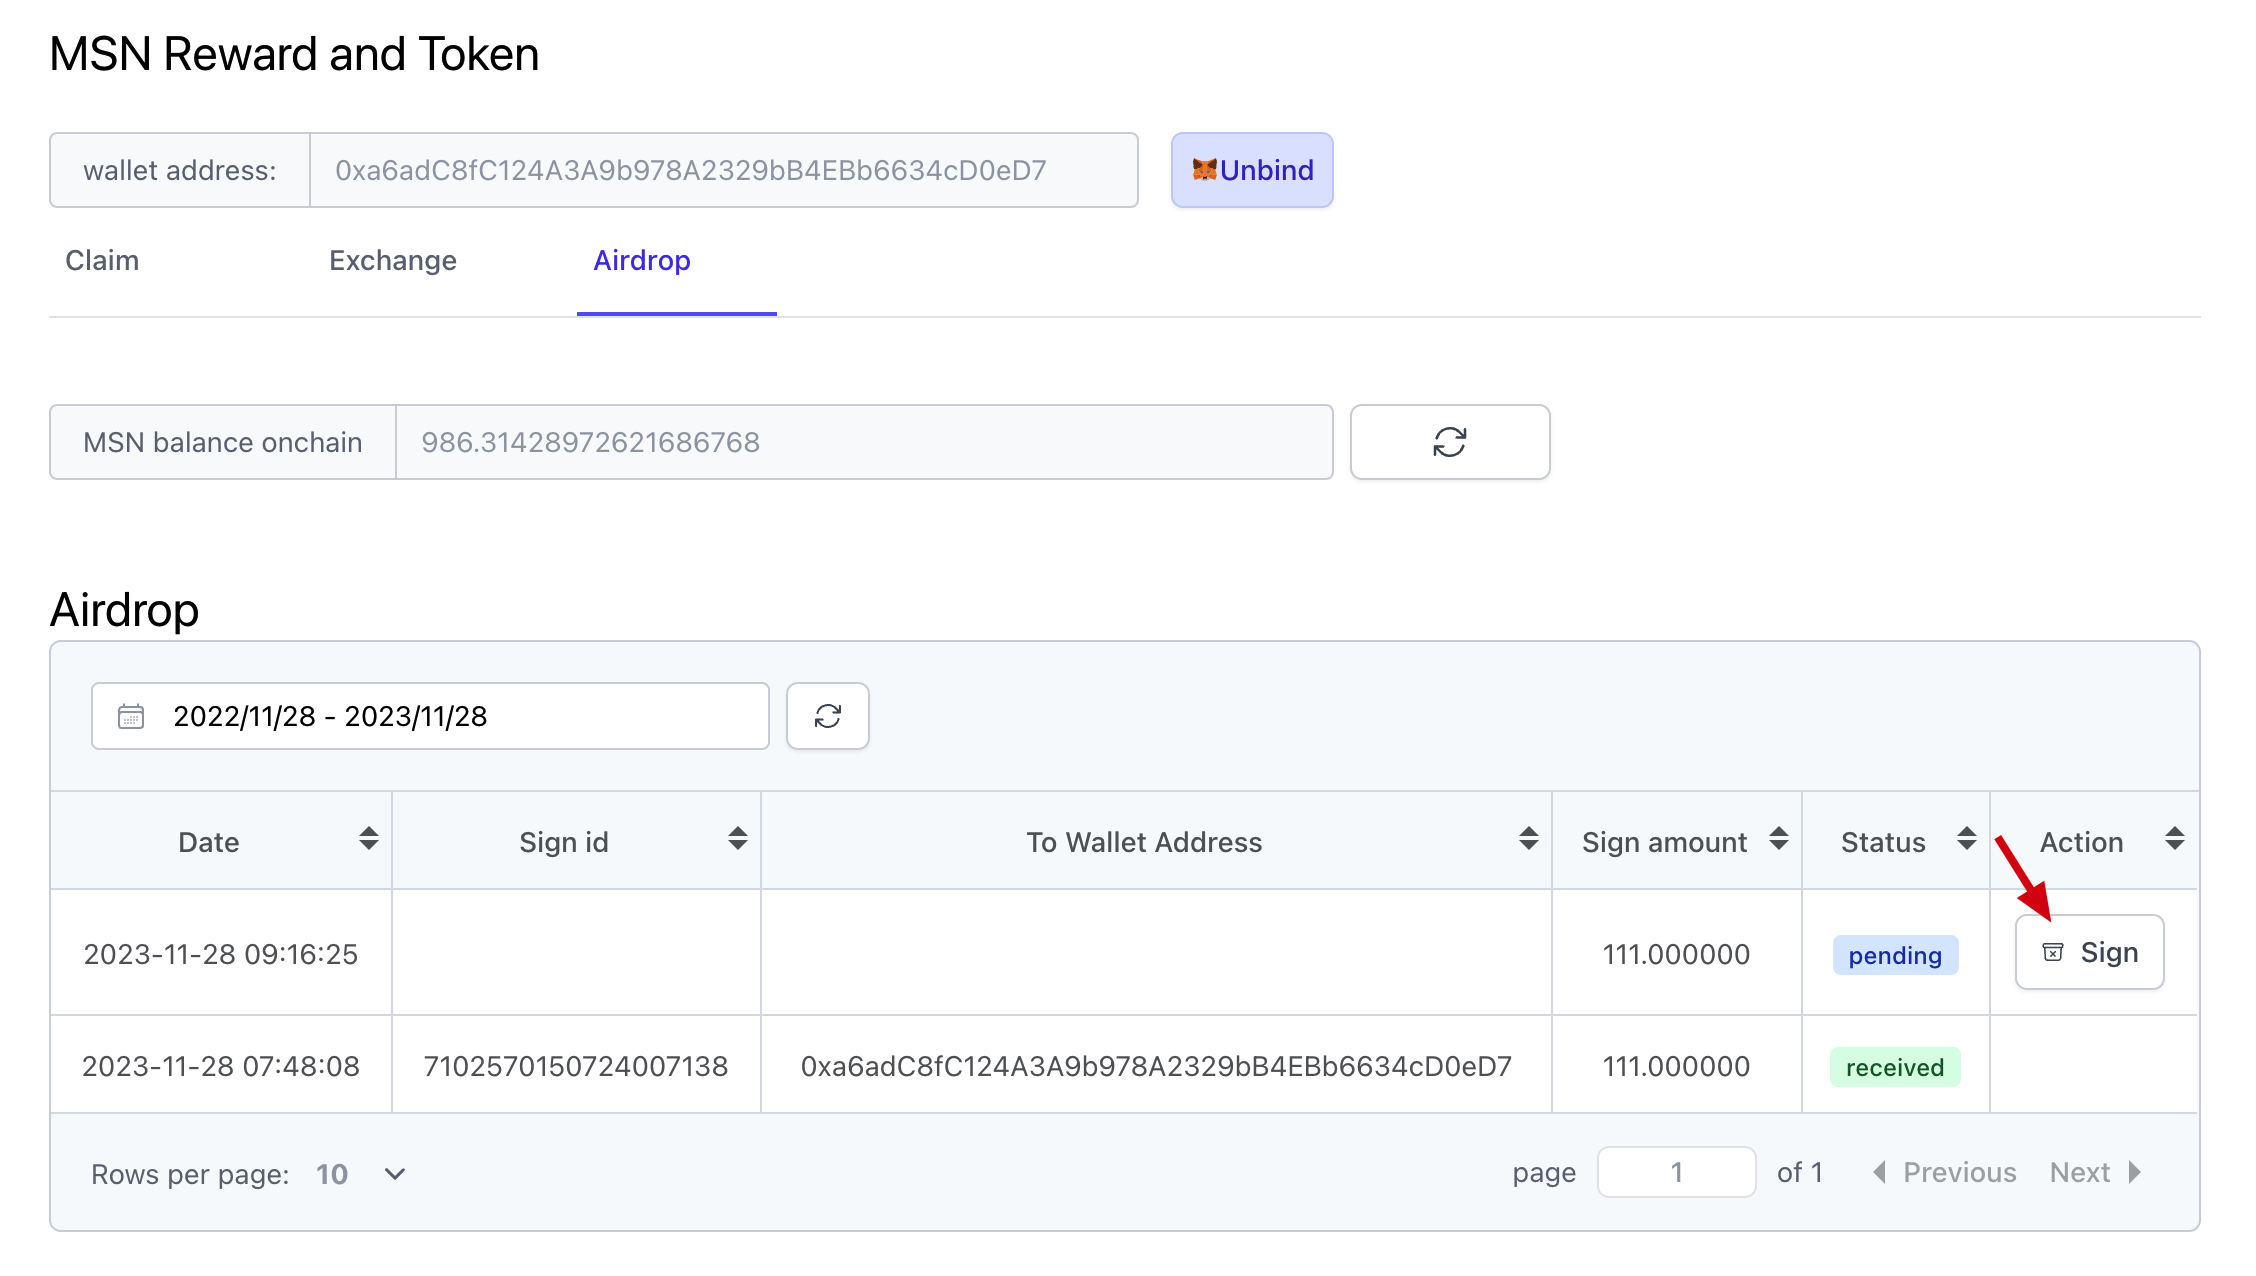 MSN Reward and Token
wallet address: 0xa6adC8fC124A3A9b978A2329bB4EBb6634cD0eD7 Unbind
Claim Exchange Airdrop
MSN balance onchain 986.31428972621686768
Airdrop
2022/11/28 - 2023/11/28
Date Sign id To Wallet Address Sign amount Status Action
2023-11-28 09:16:25 111.000000 pending Sign
2023-11-28 07:48:08 7102570150724007138 0xa6adC8fC124A3A9b978A2329bB4EBb6634cD0eD7 111.000000 received
Rows per page: 10 page 1 of 1 Previous Next